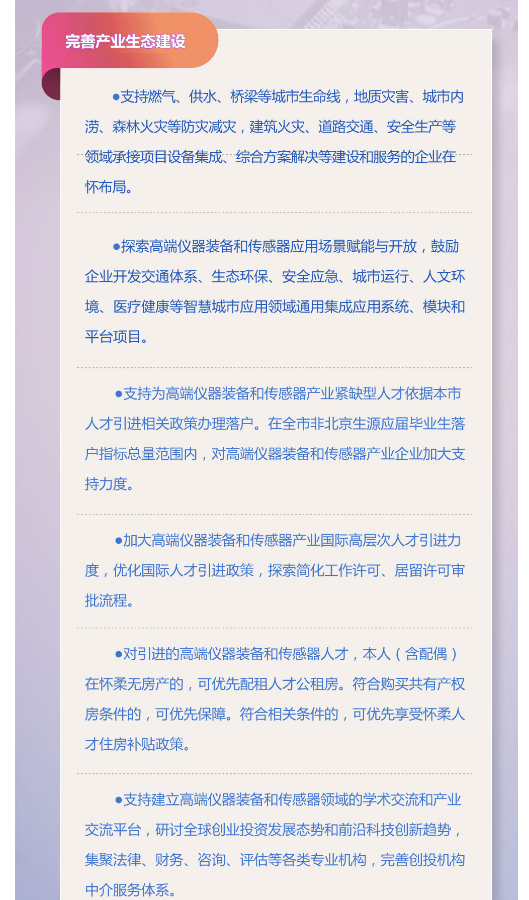 完善产业生态建设
●支持燃气、供水、桥梁等城市生命线，地质灾害、城市内
涝、森林火灾等防灾减灾，建筑火灾、道路交通、安全生产等
领域承接项目设备集成、综合方案解决等建设和服务的企业在
怀布局。
●探索高端仪器装备和传感器应用场景赋能与开放，鼓励
企业开发交通体系、生态环保、安全应急、城市运行、人文环
境、医疗健康等智慧城市应用领域通用集成应用系统、模块和
平台项目。
●支持为高端仪器装备和传感器产业紧缺型人才依据本市
人才引进相关政策办理落户。在全市非北京生源应届毕业生落
户指标总量范围内，对高端仪器装备和传感器产业企业加大支
持力度。
●加大高端仪器装备和传感器产业国际高层次人才引进力
度，优化国际人才引进政策，探索简化工作许可、居留许可审
批流程。
●对引进的高端仪器装备和传感器人才，本人（含配偶）
在怀柔无房产的，可优先配租人才公租房。符合购买共有产权
房条件的，可优先保障。符合相关条件的，可优先享受怀柔人
才住房补贴政策。
●支持建立高端仪器装备和传感器领域的学术交流和产业
交流平台，研讨全球创业投资发展态势和前沿科技创新趋势，
集聚法律、财务、咨询、评估等各类专业机构，完善创投机构
中介服务体系。